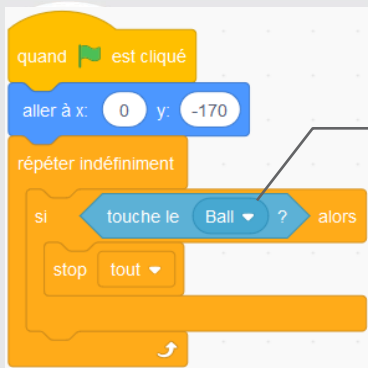 quand est cliqué
aller à x: 0 y: -170
répéter indéfiniment
si touche le Ball ? alors
stop tout